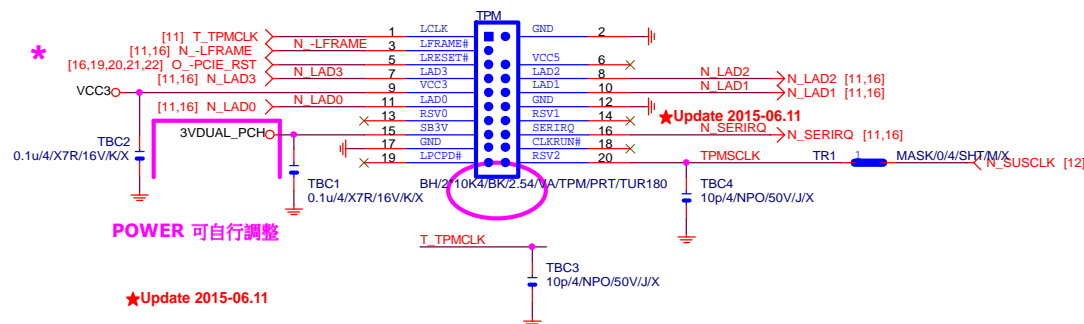 TPM
[11] T_TPMCLK 1 LCLK GND 2
*
[11,16] N_-LFRAME N_-LFRAME 3 LFRAME#
[16,19,20,21,22] O_-PCIE_RST 5 LRESET# VCC5 6
[11,16] N_LAD3 N_LAD3 7 LAD3 LAD2 8 N_LAD2 N_LAD2 [11,16]
VCC3 9 VCC3 LAD1 10 N_LAD1 N_LAD1 [11,16]
[11,16] N_LAD0 N_LAD0 11 LAD0 GND 12
13 RSV0 RSV1 14 ★Update 2015-06.11
3VDUAL_PCH 15 SB3V SERIRQ 16 N_SERIRQ N_SERIRQ [11,16]
17 GND CLKRUN# 18
19 LPCPD# RSV2 20 TPMSCLK TR1 1 MASK/0/4/SHT/M/X N_SUSCLK [12]
TBC2
0.1u/4/X7R/16V/K/X
TBC1
0.1u/4/X7R/16V/K/X
BH/2*10K4/BK/2.54/VA/TPM/PRT/TUR180
TBC4
10p/4/NPO/50V/J/X
POWER 可自行調整
T_TPMCLK
TBC3
10p/4/NPO/50V/J/X
★Update 2015-06.11